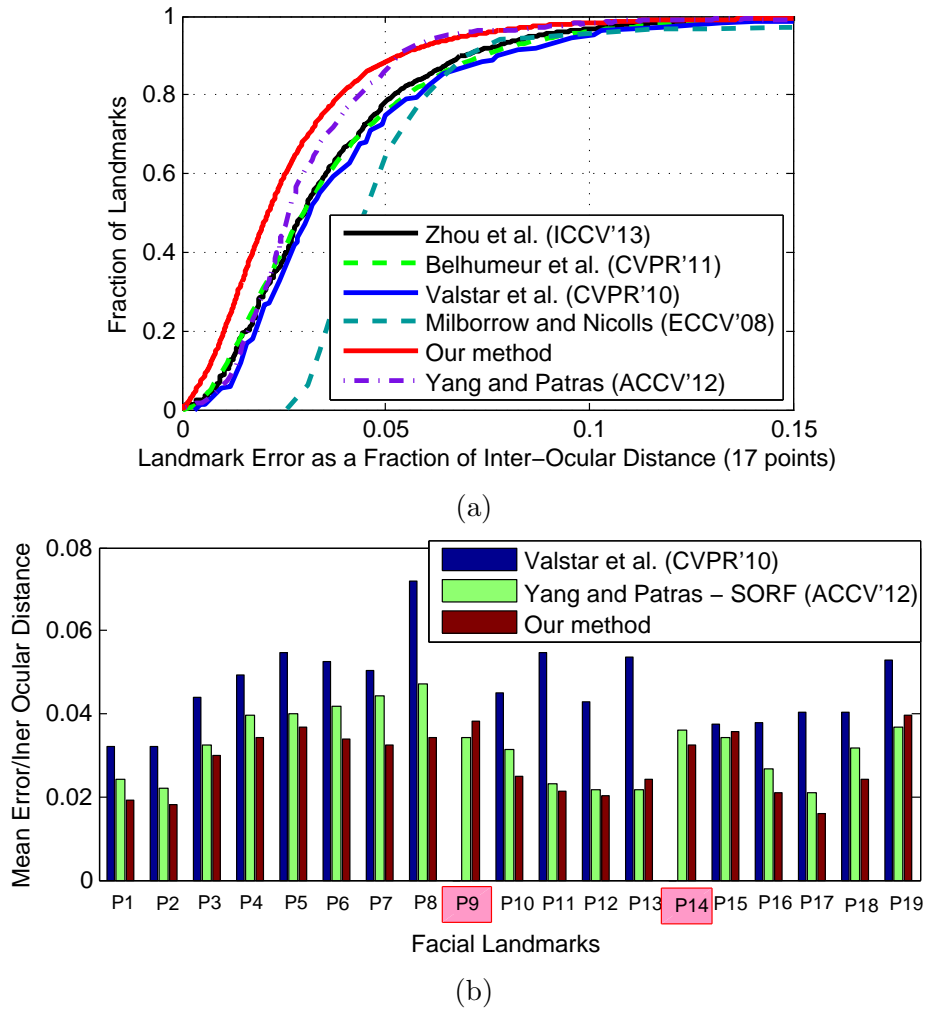 1
0.8
0.6
0.4
0.2
0
Fraction of Landmarks
Zhou et al. (ICCV'13)
Belhumeur et al. (CVPR'11)
Valstar et al. (CVPR'10)
Milborrow and Nicolls (ECCV'08)
Our method
Yang and Patras (ACCV'12)
0 0.05 0.1 0.15
Landmark Error as a Fraction of Inter−Ocular Distance (17 points)
(a)
0.08
0.06
0.04
0.02
0
Mean Error/Iner Ocular Distance
Valstar et al. (CVPR'10)
Yang and Patras − SORF (ACCV'12)
Our method
P1 P2 P3 P4 P5 P6 P7 P8 P9 P10 P11 P12 P13 P14 P15 P16 P17 P18 P19
Facial Landmarks
(b)